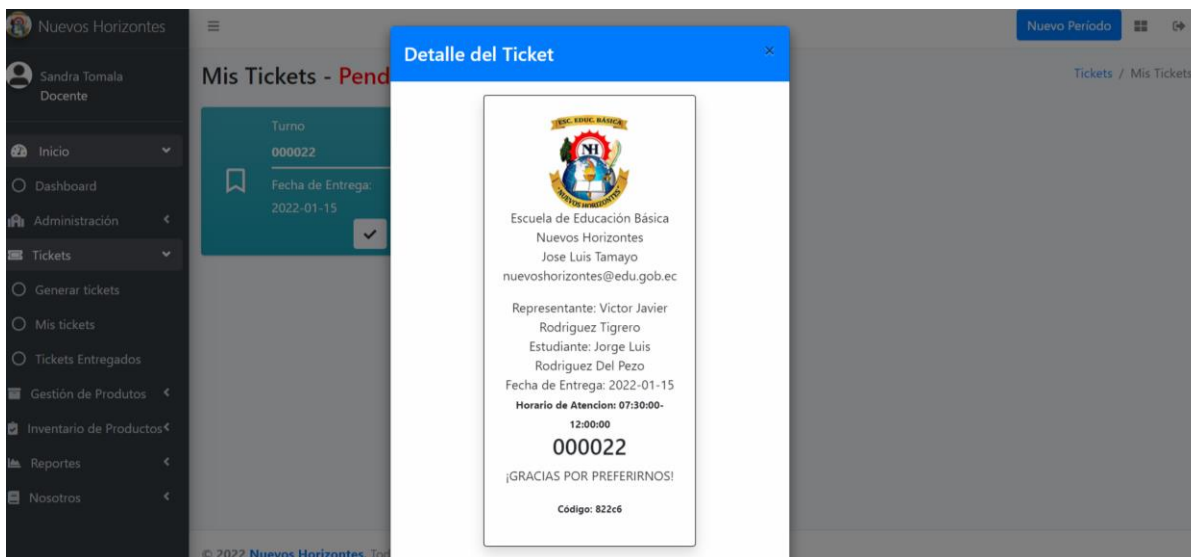 Nuevos Horizontes
Nuevo Período
Sandra Tomala
Docente
Inicio
Dashboard
Administración
Tickets
Generar tickets
Mis tickets
Tickets Entregados
Gestión de Produtos
Inventario de Productos
Reportes
Nosotros
Mis Tickets - Pend
Tickets / Mis Tickets
Turno
000022
Fecha de Entrega:
2022-01-15
Detalle del Ticket
×
ESC. EDUC. BÁSICA
NH
"NUEVOS HORIZONTES"
Escuela de Educación Básica
Nuevos Horizontes
Jose Luis Tamayo
nuevoshorizontes@edu.gob.ec
Representante: Victor Javier
Rodriguez Tigrero
Estudiante: Jorge Luis
Rodriguez Del Pezo
Fecha de Entrega: 2022-01-15
Horario de Atencion: 07:30:00-
12:00:00
000022
¡GRACIAS POR PREFERIRNOS!
Código: 822c6
© 2022 Nuevos Horizontes. Tod